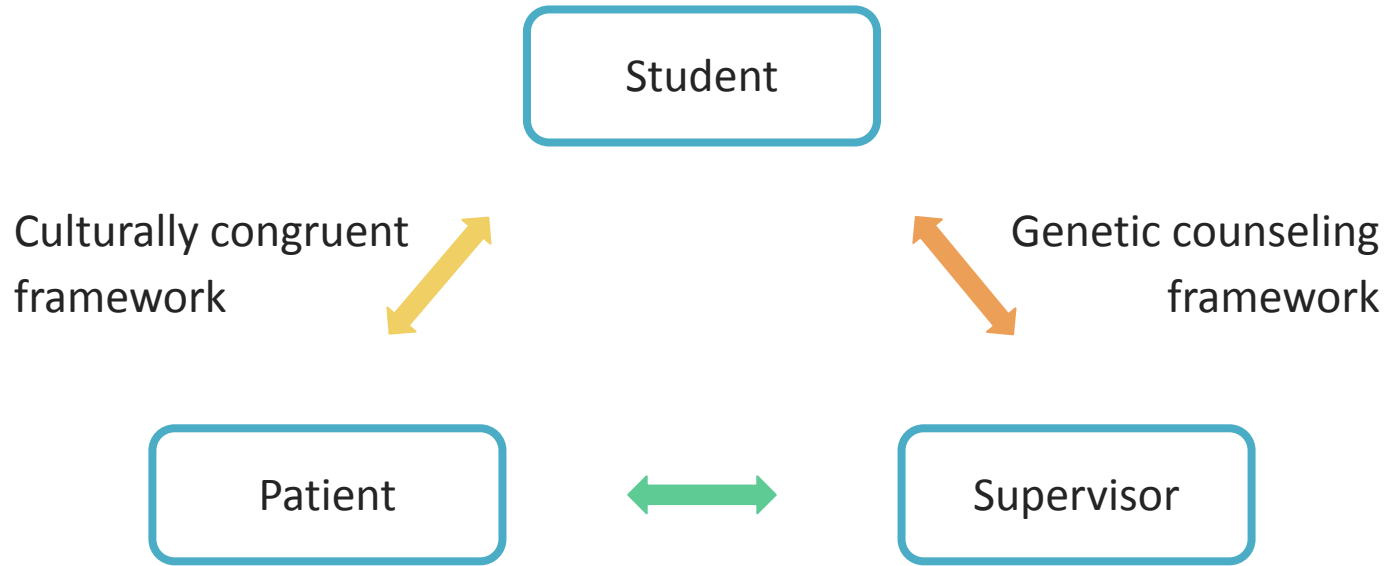 Student
Culturally congruent
framework
Genetic counseling
framework
Patient
Supervisor